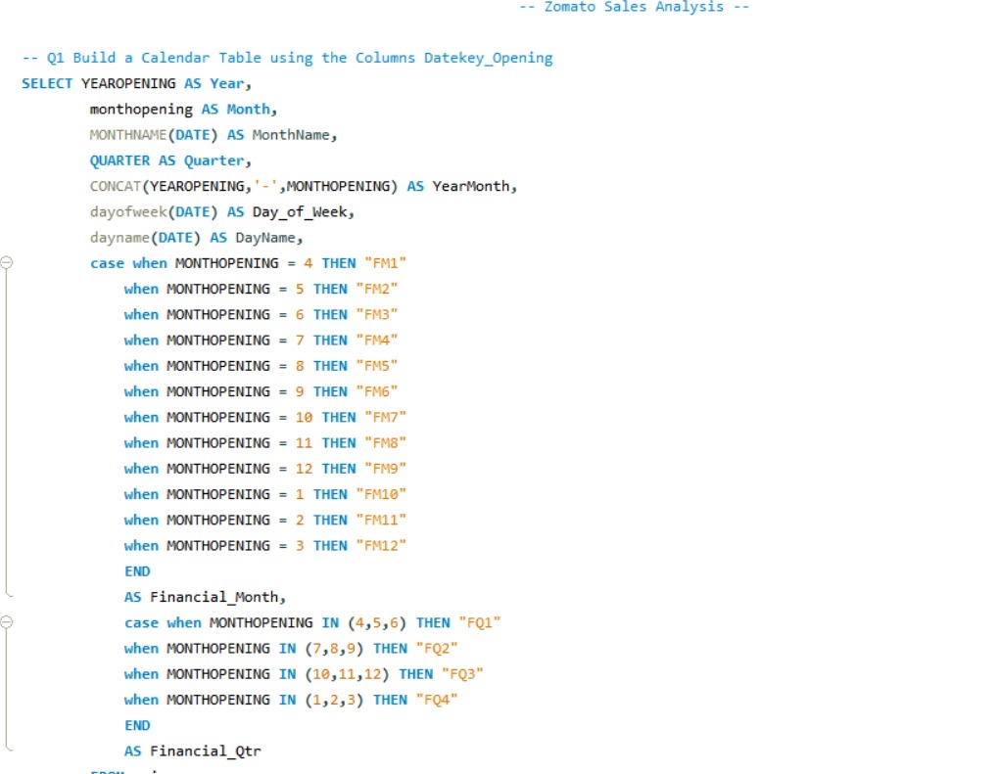 -- Zomato Sales Analysis --
-- Q1 Build a Calendar Table using the Columns Datekey_Opening
SELECT YEAROPENING AS Year,
monthopening AS Month,
MONTHNAME(DATE) AS MonthName,
QUARTER AS Quarter,
CONCAT(YEAROPENING,'-',MONTHOPENING) AS YearMonth,
dayofweek(DATE) AS Day_of_Week,
dayname(DATE) AS DayName,
case when MONTHOPENING = 4 THEN "FM1"
when MONTHOPENING = 5 THEN "FM2"
when MONTHOPENING = 6 THEN "FM3"
when MONTHOPENING = 7 THEN "FM4"
when MONTHOPENING = 8 THEN "FM5"
when MONTHOPENING = 9 THEN "FM6"
when MONTHOPENING = 10 THEN "FM7"
when MONTHOPENING = 11 THEN "FM8"
when MONTHOPENING = 12 THEN "FM9"
when MONTHOPENING = 1 THEN "FM10"
when MONTHOPENING = 2 THEN "FM11"
when MONTHOPENING = 3 THEN "FM12"
END
AS Financial_Month,
case when MONTHOPENING IN (4,5,6) THEN "FQ1"
when MONTHOPENING IN (7,8,9) THEN "FQ2"
when MONTHOPENING IN (10,11,12) THEN "FQ3"
when MONTHOPENING IN (1,2,3) THEN "FQ4"
END
AS Financial_Qtr